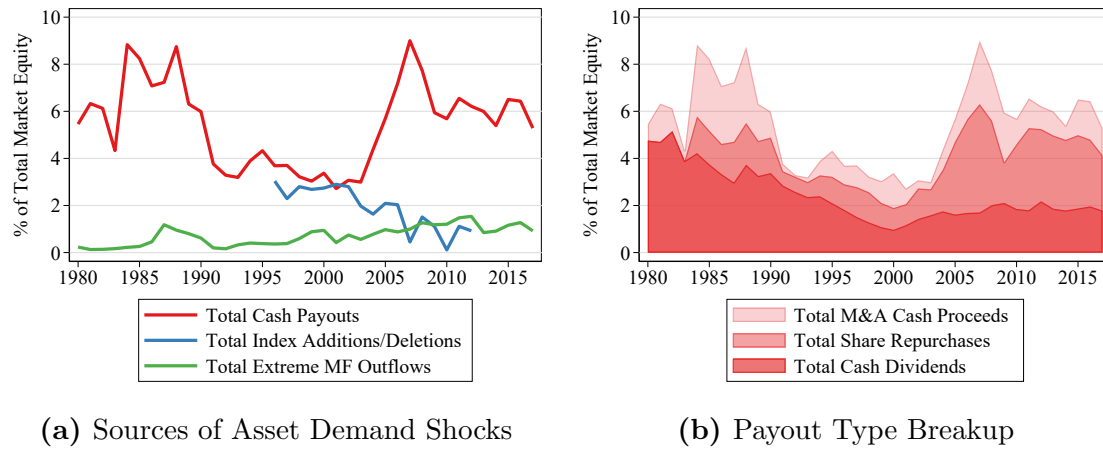 % of Total Market Equity
10
8
6
4
2
0
1980 1985 1990 1995 2000 2005 2010 2015
Total Cash Payouts
Total Index Additions/Deletions
Total Extreme MF Outflows
(a) Sources of Asset Demand Shocks
% of Total Market Equity
10
8
6
4
2
0
1980 1985 1990 1995 2000 2005 2010 2015
Total M&A Cash Proceeds
Total Share Repurchases
Total Cash Dividends
(b) Payout Type Breakup